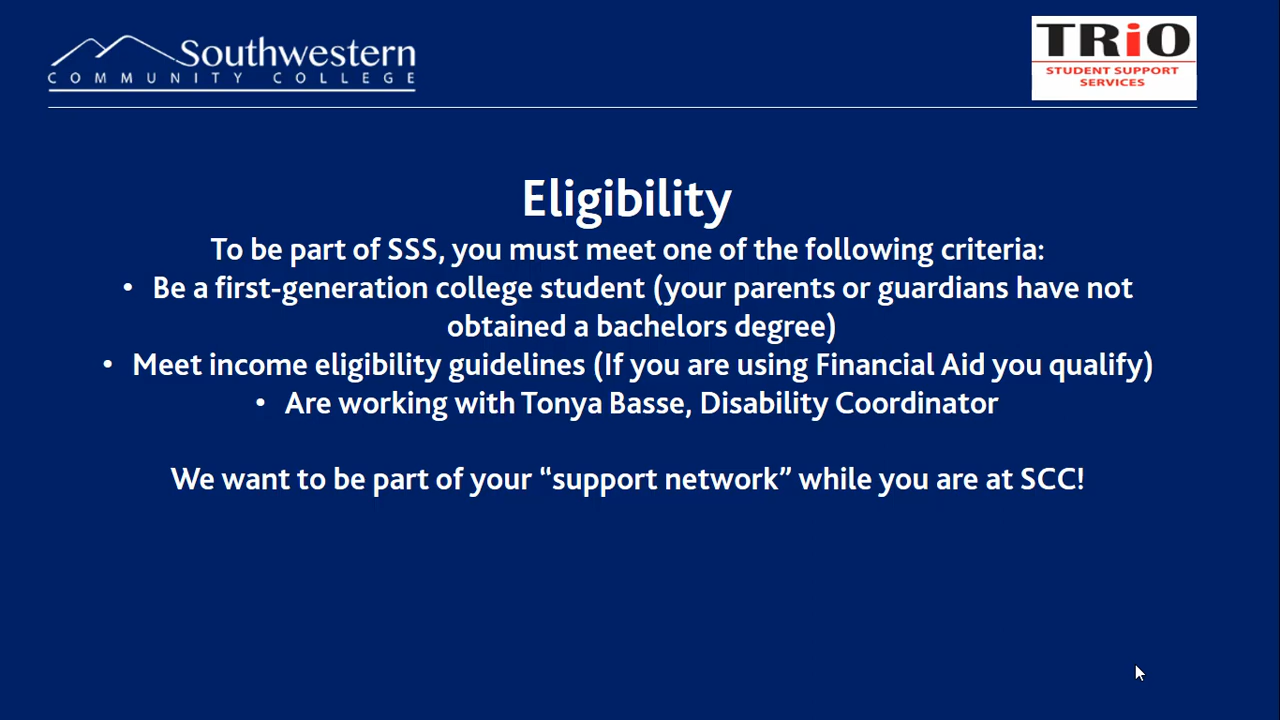 Southwestern
COMMUNITY COLLEGE
TRiO
STUDENT SUPPORT
SERVICES
Eligibility
To be part of SSS, you must meet one of the following criteria:
• Be a first-generation college student (your parents or guardians have not
obtained a bachelors degree)
• Meet income eligibility guidelines (If you are using Financial Aid you qualify)
• Are working with Tonya Basse, Disability Coordinator
We want to be part of your “support network” while you are at SCC!